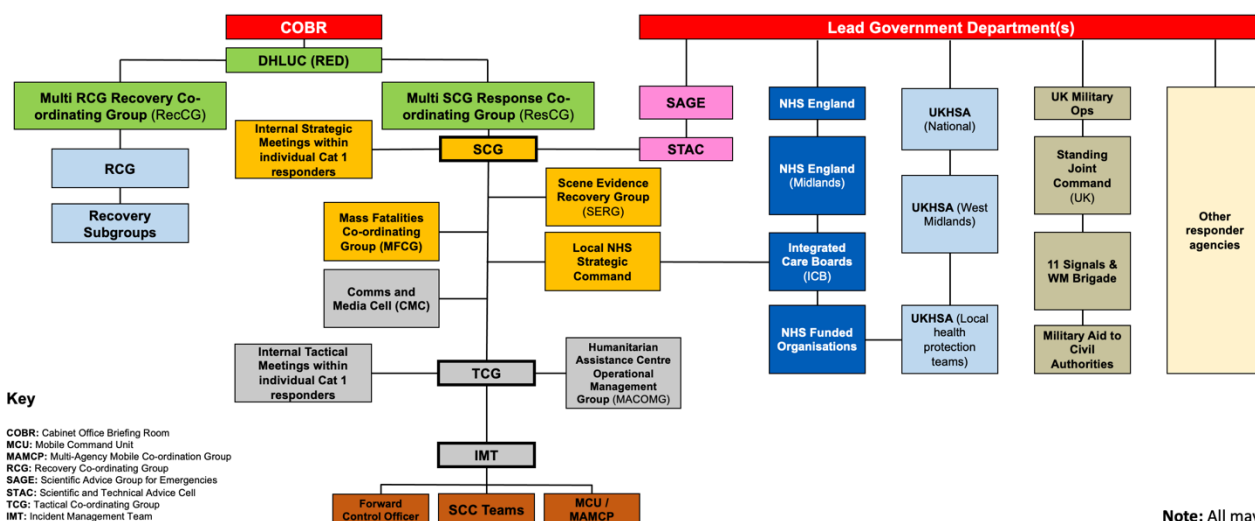 COBR
Lead Government Department(s)
DHLUC (RED)
Multi RCG Recovery Co-
ordinating Group (RecCG)
Multi SCG Response Co-
ordinating Group (ResCG)
Internal Strategic
Meetings within
individual Cat 1
responders
SCG
RCG
Recovery
Subgroups
Scene Evidence
Recovery Group
(SERG)
Mass Fatalities
Co-ordinating
Group (MFCG)
Local NHS
Strategic
Command
Comms and
Media Cell (CMC)
Internal Tactical
Meetings within
individual Cat 1
responders
TCG
Humanitarian
Assistance Centre
Operational
Management
Group (MACOMG)
IMT
Forward
Control Officer
SCC Teams
MCU /
MAMCP
SAGE
STAC
NHS England
NHS England
(Midlands)
Integrated
Care Boards
(ICB)
NHS Funded
Organisations
UKHSA
(National)
UKHSA (West
Midlands)
UKHSA (Local
health
protection
teams)
UK Military
Ops
Standing
Joint
Command
(UK)
11 Signals &
WM Brigade
Military Aid to
Civil
Authorities
Other
responder
agencies
Key
COBR: Cabinet Office Briefing Room
MCU: Mobile Command Unit
MAMCP: Multi-Agency Mobile Co-ordination Group
RCG: Recovery Co-ordinating Group
SAGE: Scientific Advice Group for Emergencies
STAC: Scientific and Technical Advice Cell
TCG: Tactical Co-ordinating Group
IMT: Incident Management Team
Note: All may